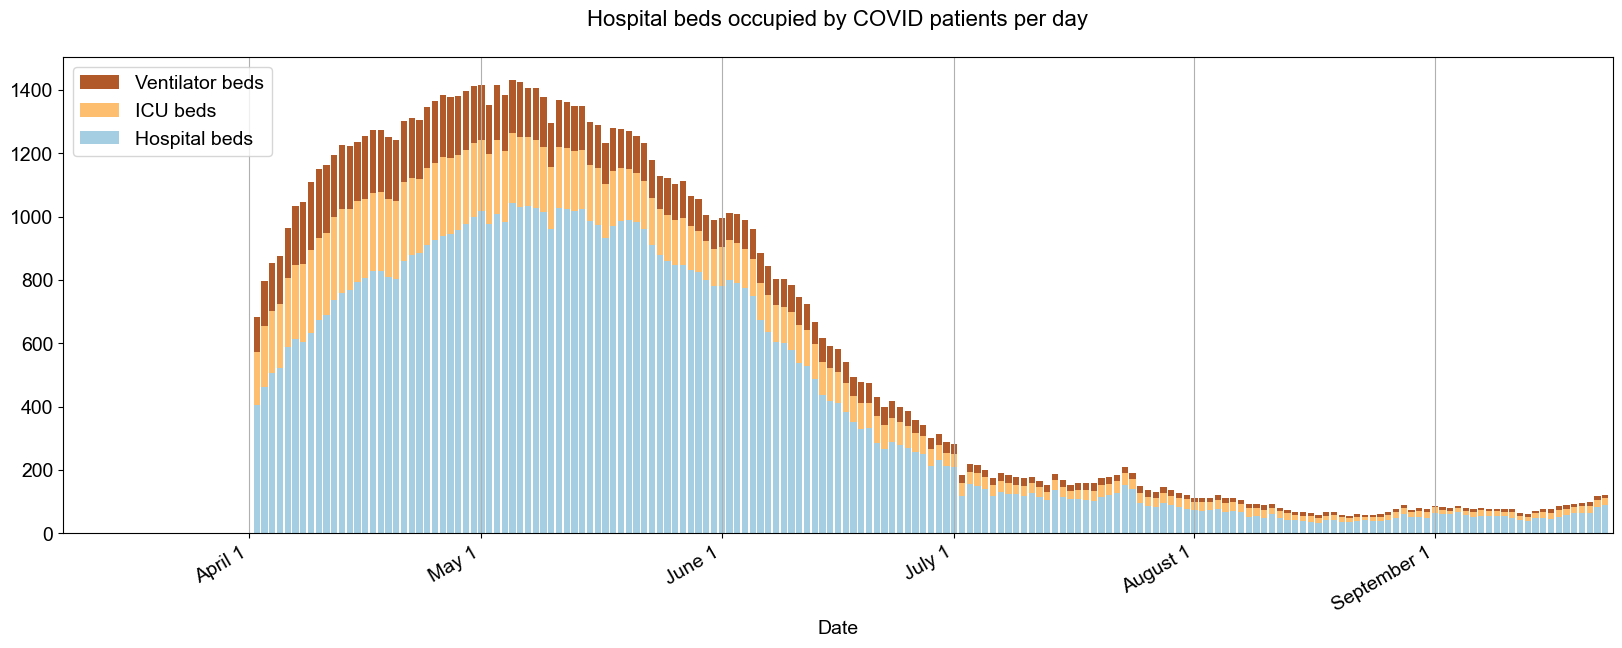 Hospital beds occupied by COVID patients per day
Ventilator beds
ICU beds
Hospital beds
1400
1200
1000
800
600
400
200
0
April 1
May 1
June 1
July 1
August 1
September 1
Date